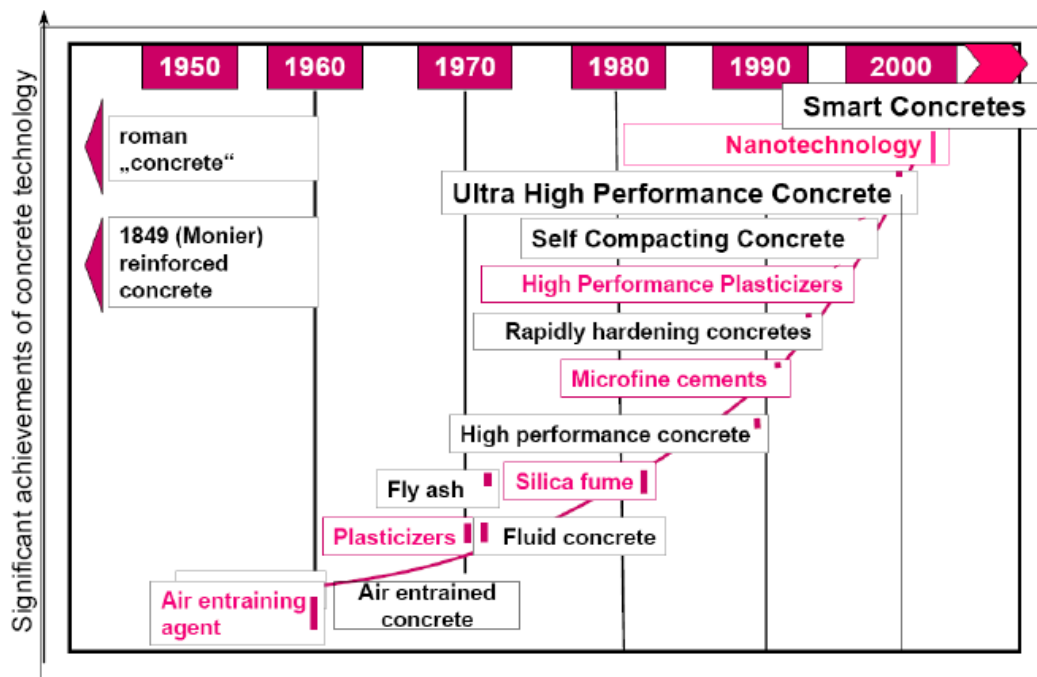 Significant achievements of concrete technology
1950
1960
1970
1980
1990
2000
Smart Concretes
roman
„concrete“
Nanotechnology
Ultra High Performance Concrete
1849 (Monier)
reinforced
concrete
Self Compacting Concrete
High Performance Plasticizers
Rapidly hardening concretes
Microfine cements
High performance concrete
Fly ash
Silica fume
Plasticizers
Fluid concrete
Air entraining
agent
Air entrained
concrete